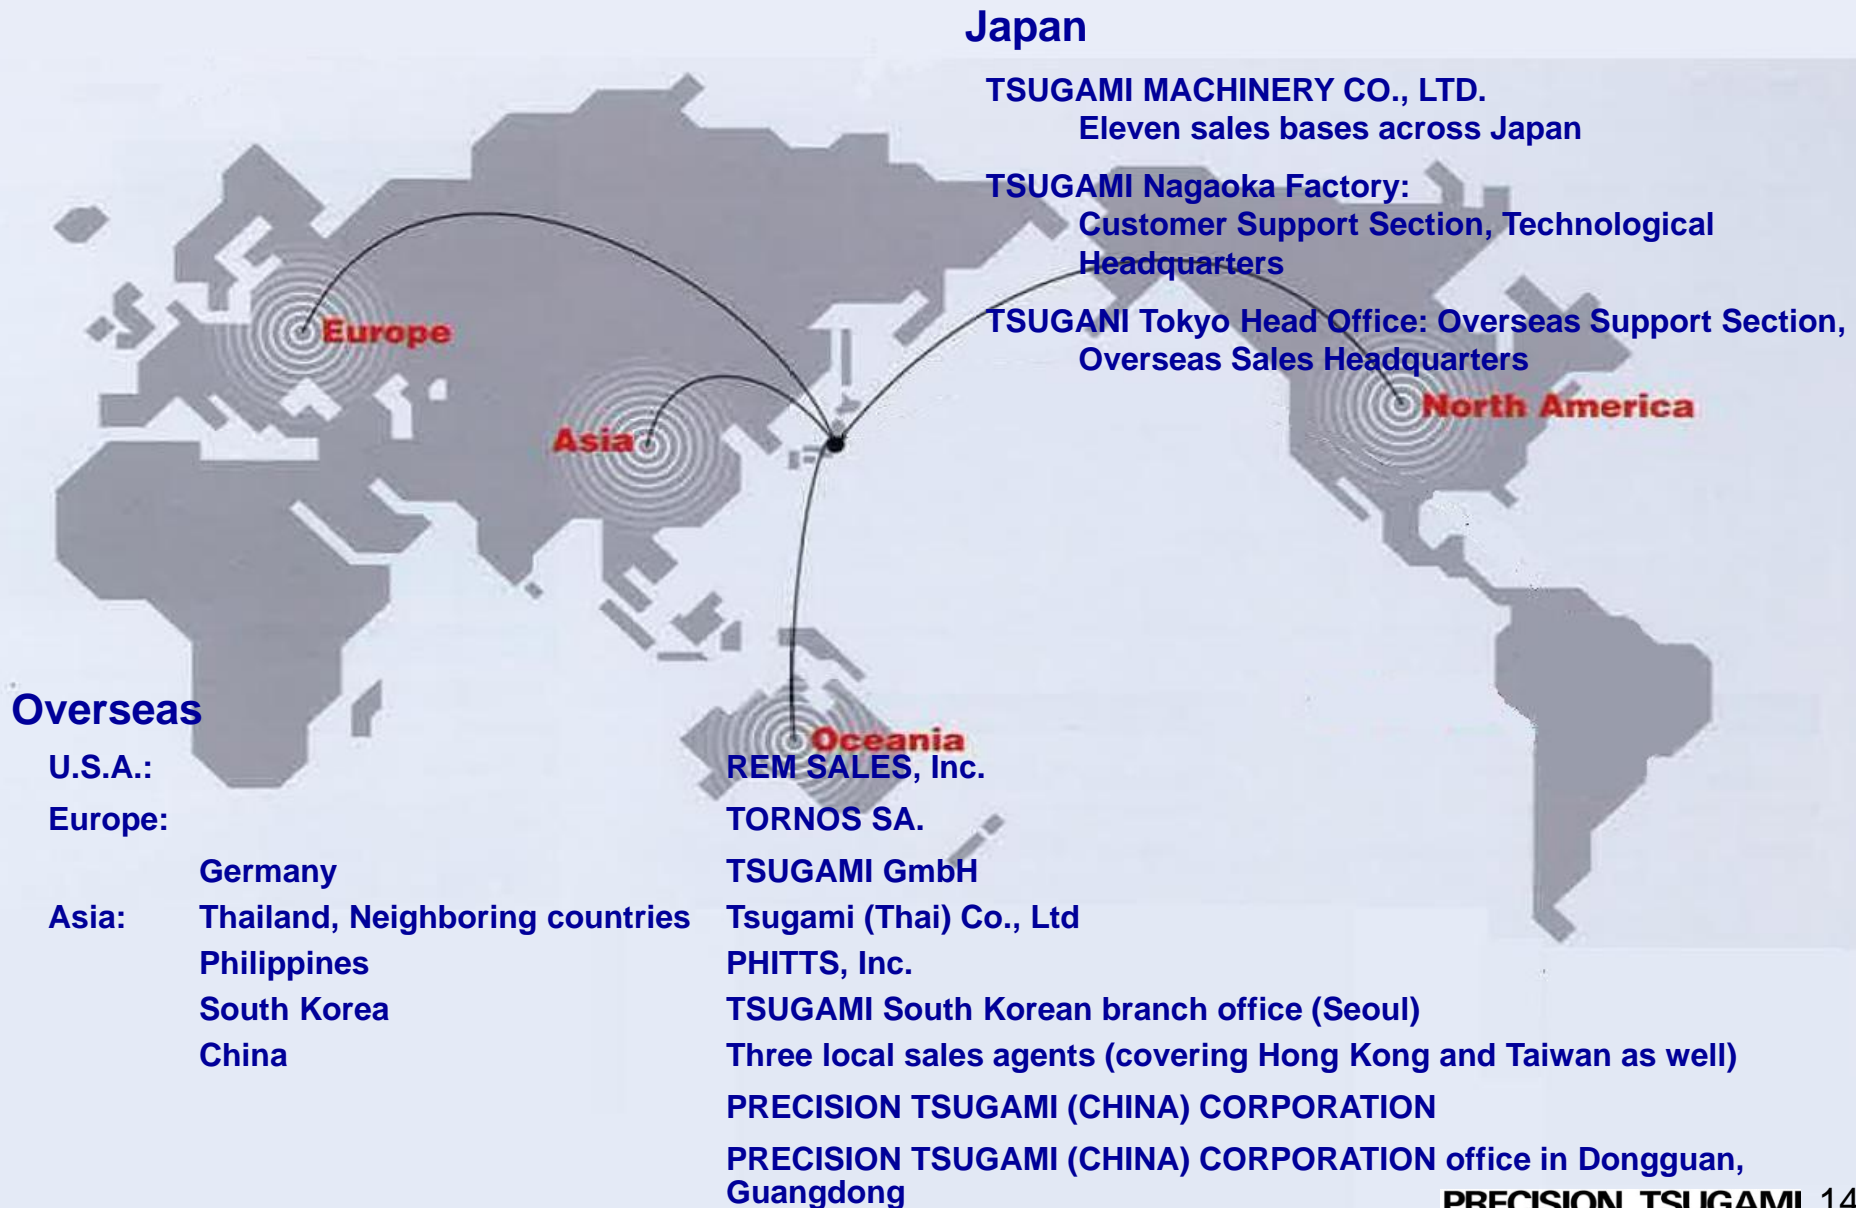 Japan
TSUGAMI MACHINERY CO., LTD.
Eleven sales bases across Japan
TSUGAMI Nagaoka Factory:
Customer Support Section, Technological
Headquarters
TSUGANI Tokyo Head Office: Overseas Support Section,
Overseas Sales Headquarters
Europe
Asia
North America
Oceania
Overseas
U.S.A.: REM SALES, Inc.
Europe: TORNOS SA.
Germany TSUGAMI GmbH
Asia: Thailand, Neighboring countries Tsugami (Thai) Co., Ltd
Philippines PHITTS, Inc.
South Korea TSUGAMI South Korean branch office (Seoul)
China Three local sales agents (covering Hong Kong and Taiwan as well)
PRECISION TSUGAMI (CHINA) CORPORATION
PRECISION TSUGAMI (CHINA) CORPORATION office in Dongguan,
Guangdong
PRECISION TSUGAMI 14